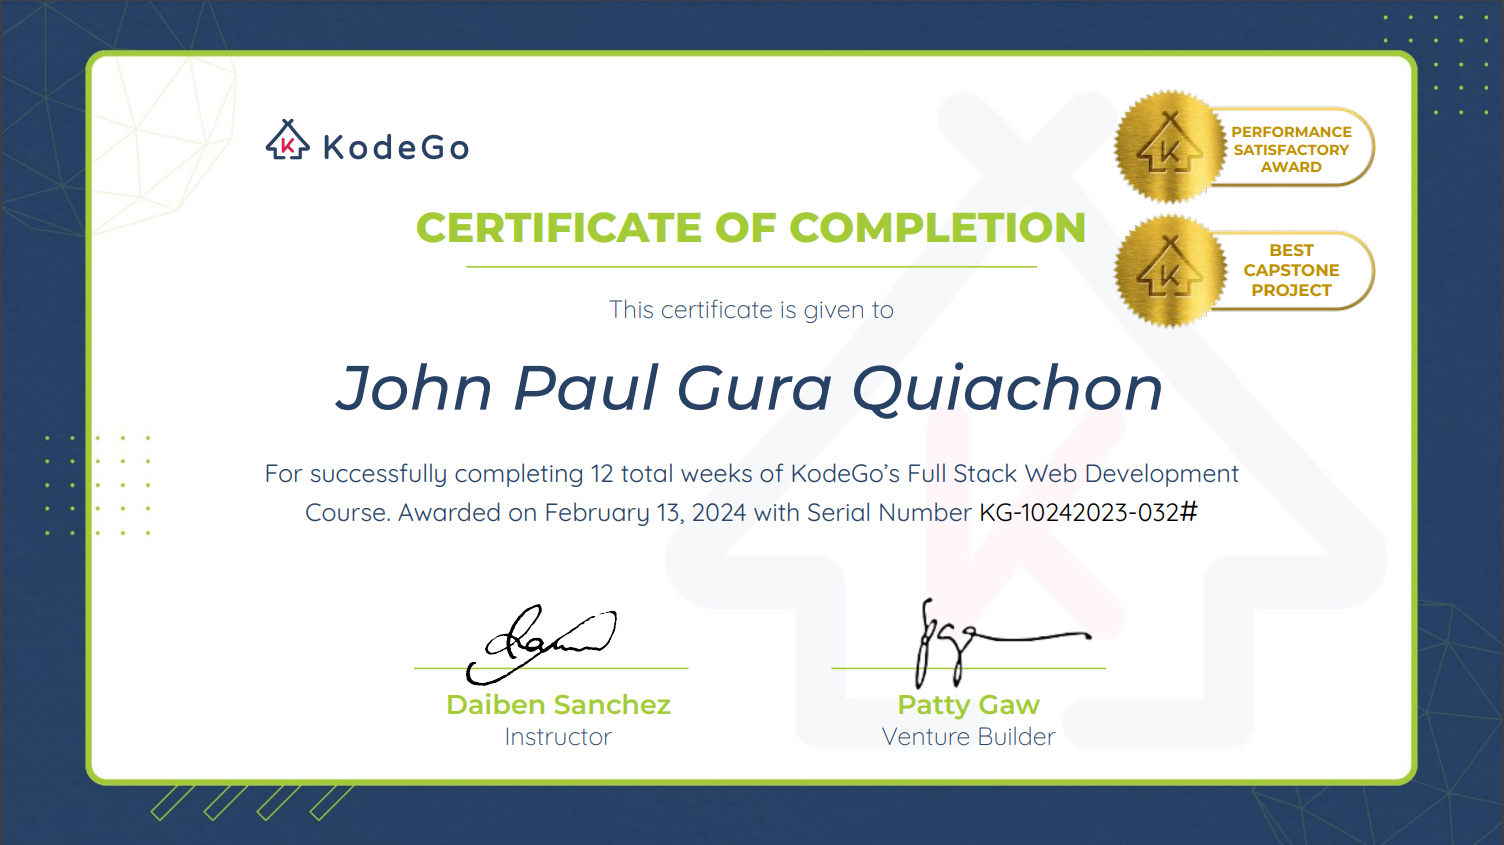 KodeGo
PERFORMANCE
SATISFACTORY
AWARD
CERTIFICATE OF COMPLETION
BEST
CAPSTONE
PROJECT
This certificate is given to
John Paul Gura Quiachon
For successfully completing 12 total weeks of KodeGo’s Full Stack Web Development
Course. Awarded on February 13, 2024 with Serial Number KG-10242023-032#
Daiben Sanchez
Instructor
Patty Gaw
Venture Builder